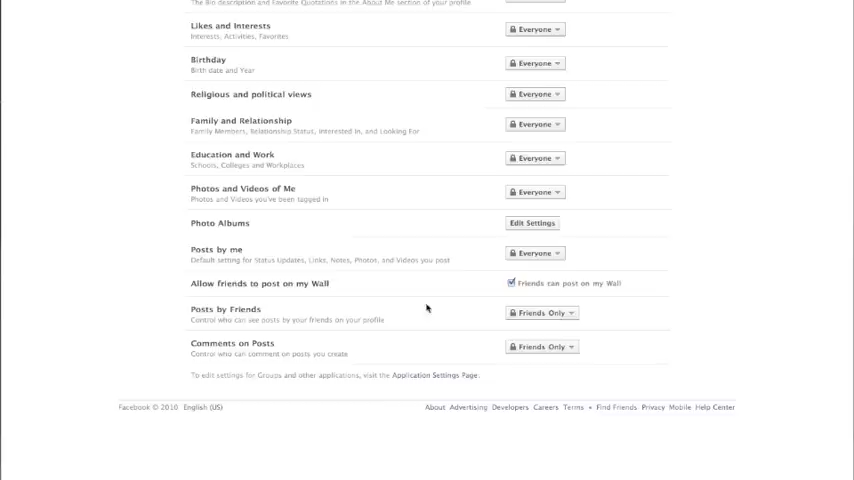 The Bio description and Favorite Quotations in the About Me section of your profile
Likes and Interests
Interests, Activities, Favorites
Everyone
Birthday
Birth date and Year
Everyone
Religious and political views
Everyone
Family and Relationship
Family Members, Relationship Status, Interested in, and Looking For
Everyone
Education and Work
Schools, Colleges and Workplaces
Everyone
Photos and Videos of Me
Photos and Videos you've been tagged in
Everyone
Photo Albums
Edit Settings
Posts by me
Default setting for Status Updates, Links, Notes, Photos, and Videos you post
Everyone
Allow friends to post on my Wall
Friends can post on my Wall
Posts by Friends
Control who can see posts by your friends on your profile
Friends Only
Comments on Posts
Control who can comment on posts you create
Friends Only
To edit settings for Groups and other applications, visit the Application Settings Page.
Facebook © 2010 English (US)
About Advertising Developers Careers Terms • Find Friends Privacy Mobile Help Center